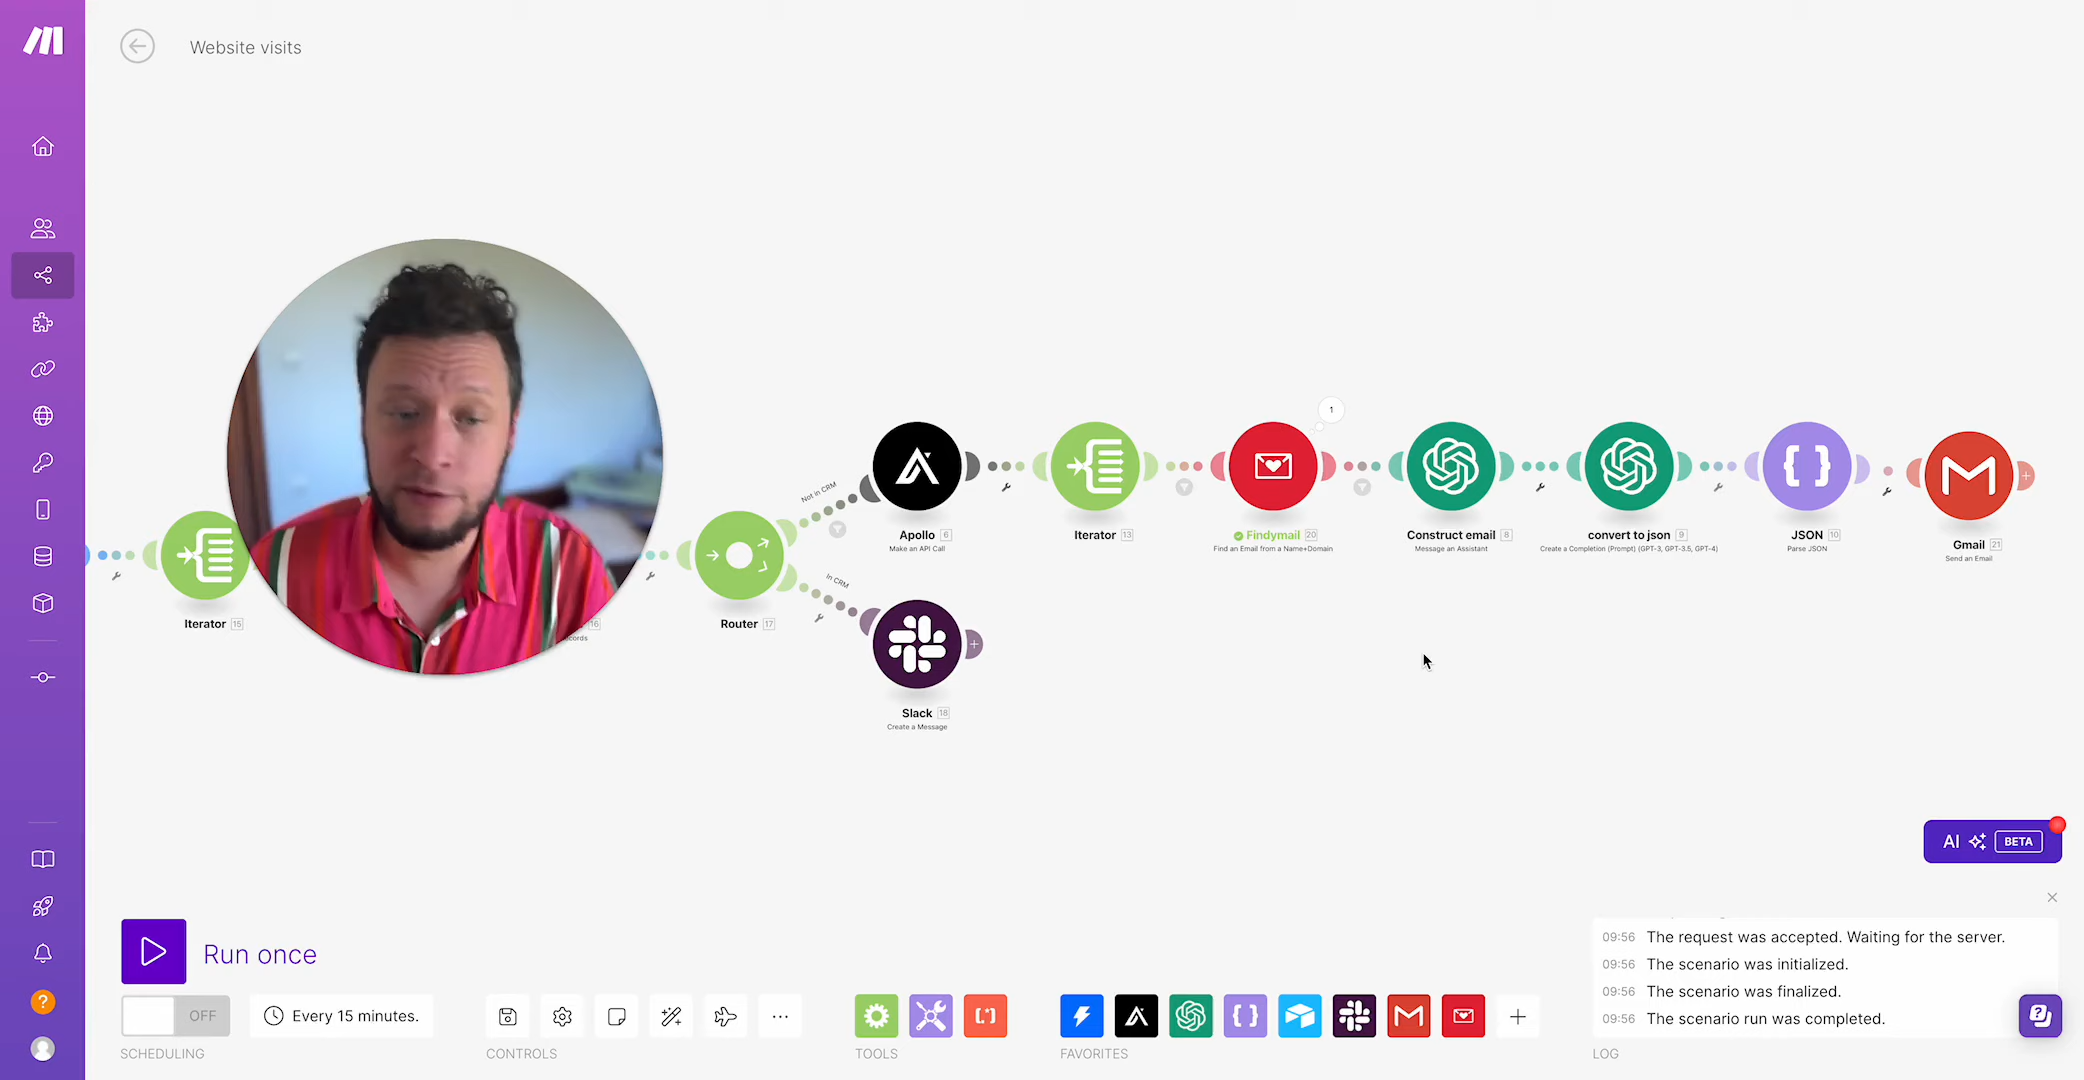 Website visits
1
Not in CRM
Apollo 6
Make an API Call
Iterator 13
Findymail 20
Find an Email from a Name+Domain
Construct email 8
Message an Assistant
convert to json 9
Create a Completion (Prompt) (GPT-3, GPT-3.5, GPT-4)
JSON 10
Parse JSON
Gmail 21
Send an Email
In CRM
Iterator 15
16
Router 17
Slack 18
Create a Message
AI BETA
Run once
09:56 The request was accepted. Waiting for the server.
09:56 The scenario was initialized.
09:56 The scenario was finalized.
09:56 The scenario run was completed.
OFF
Every 15 minutes.
SCHEDULING
CONTROLS
TOOLS
FAVORITES
LOG